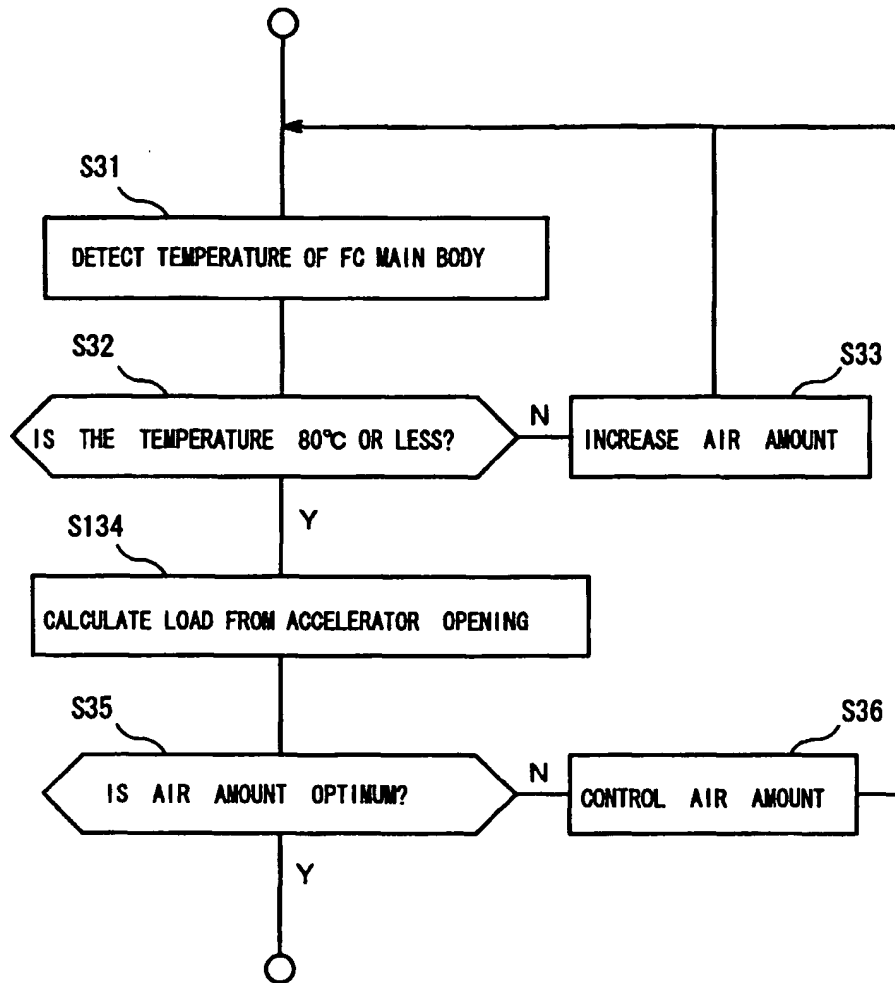 S31
DETECT TEMPERATURE OF FC MAIN BODY
S32
IS THE TEMPERATURE 80℃ OR LESS?
N
S33
INCREASE AIR AMOUNT
Y
S134
CALCULATE LOAD FROM ACCELERATOR OPENING
S35
IS AIR AMOUNT OPTIMUM?
N
S36
CONTROL AIR AMOUNT
Y